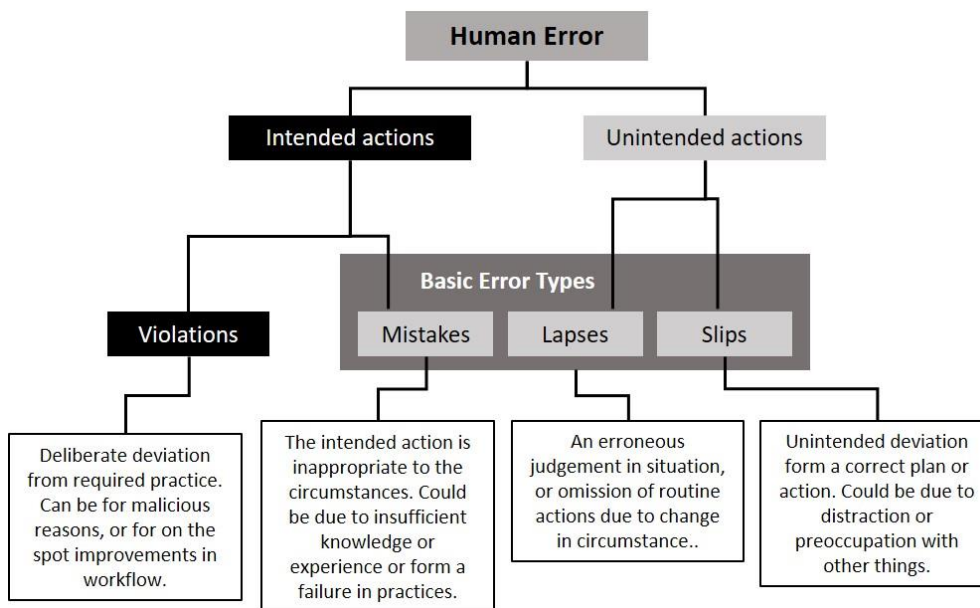 Human Error
Intended actions
Unintended actions
Basic Error Types
Violations
Mistakes
Lapses
Slips
Deliberate deviation
from required practice.
Can be for malicious
reasons, or for on the
spot improvements in
workflow.
The intended action is
inappropriate to the
circumstances. Could
be due to insufficient
knowledge or
experience or form a
failure in practices.
An erroneous
judgement in situation,
or omission of routine
actions due to change
in circumstance..
Unintended deviation
form a correct plan or
action. Could be due to
distraction or
preoccupation with
other things.